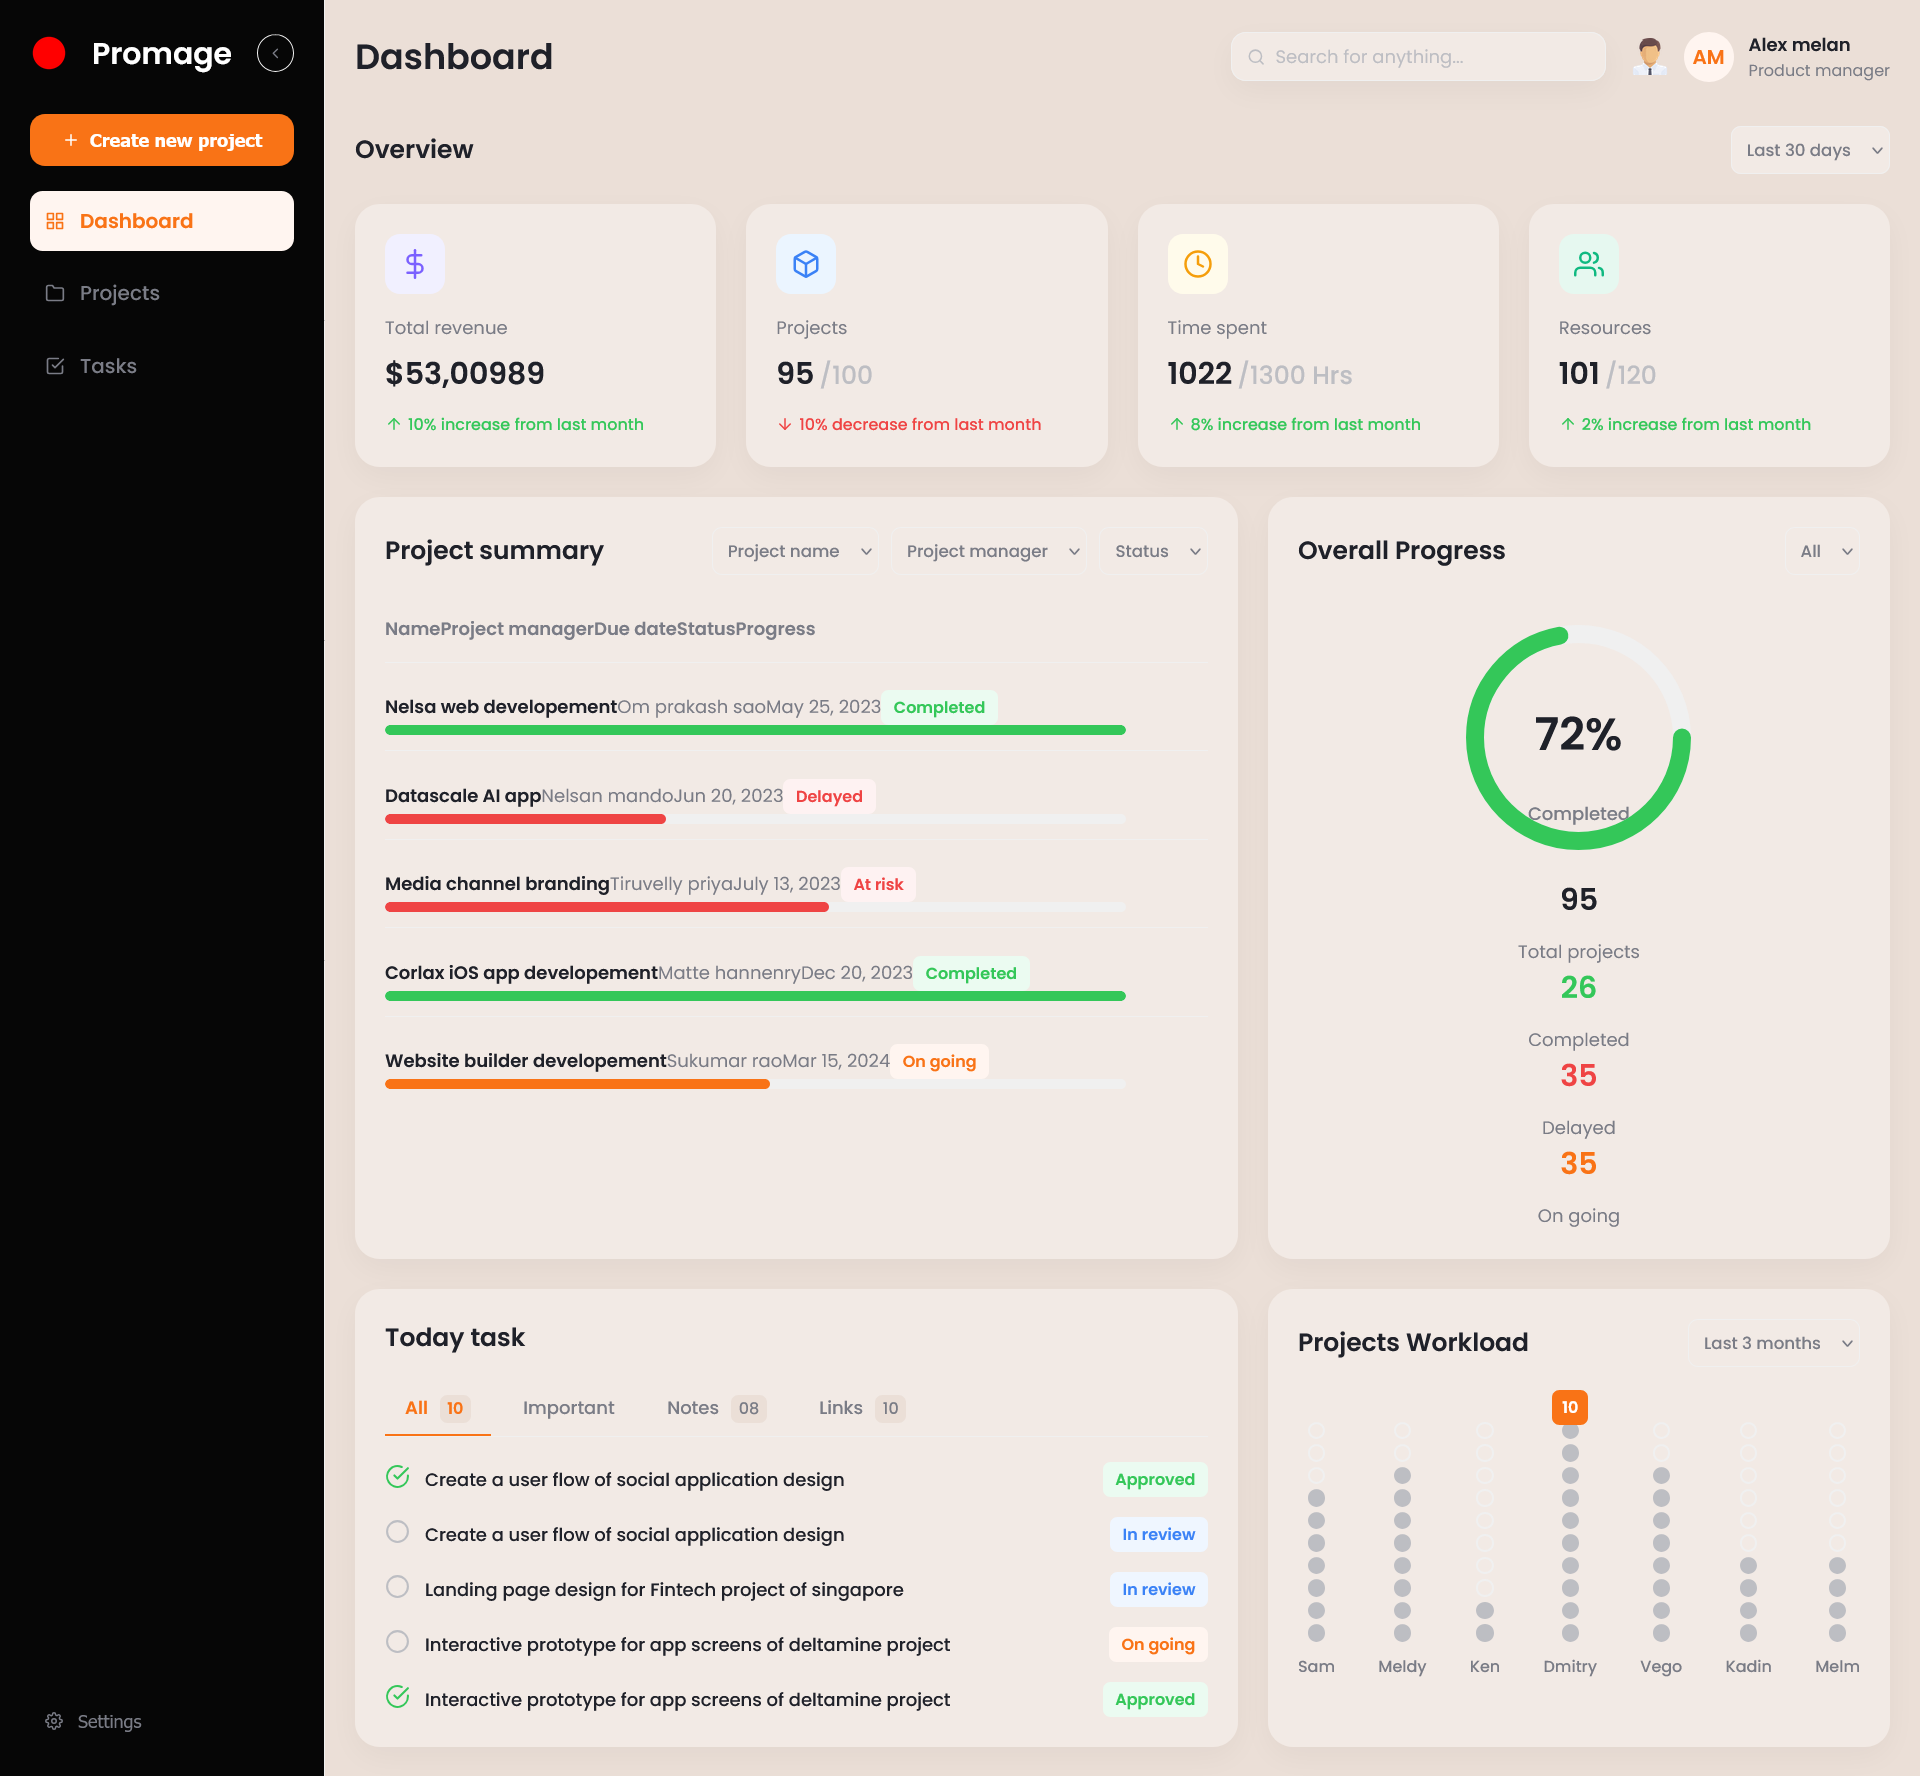 Promage
Create new project
Dashboard
Projects
Tasks
Settings
Dashboard
Search for anything...
AM
Alex melan
Product manager
Overview
Last 30 days
Total revenue
$53,00989
10% increase from last month
Projects
95 /100
10% decrease from last month
Time spent
1022 /1300 Hrs
8% increase from last month
Resources
101 /120
2% increase from last month
Project summary
Project name
Project manager
Status
NameProject managerDue dateStatusProgress
Nelsa web developementOm prakash saoMay 25, 2023 Completed
Datascale AI appNelsan mandoJun 20, 2023 Delayed
Media channel brandingTiruvelly priyaJuly 13, 2023 At risk
Corlax iOS app developementMatte hannenryDec 20, 2023 Completed
Website builder developementSukumar raoMar 15, 2024 On going
Overall Progress
All
72%
Completed
95
Total projects
26
Completed
35
Delayed
35
On going
Today task
All 10
Important
Notes 08
Links 10
Create a user flow of social application design Approved
Create a user flow of social application design In review
Landing page design for Fintech project of singapore In review
Interactive prototype for app screens of deltamine project On going
Interactive prototype for app screens of deltamine project Approved
Projects Workload
Last 3 months
10
Sam Meldy Ken Dmitry Vego Kadin Melm